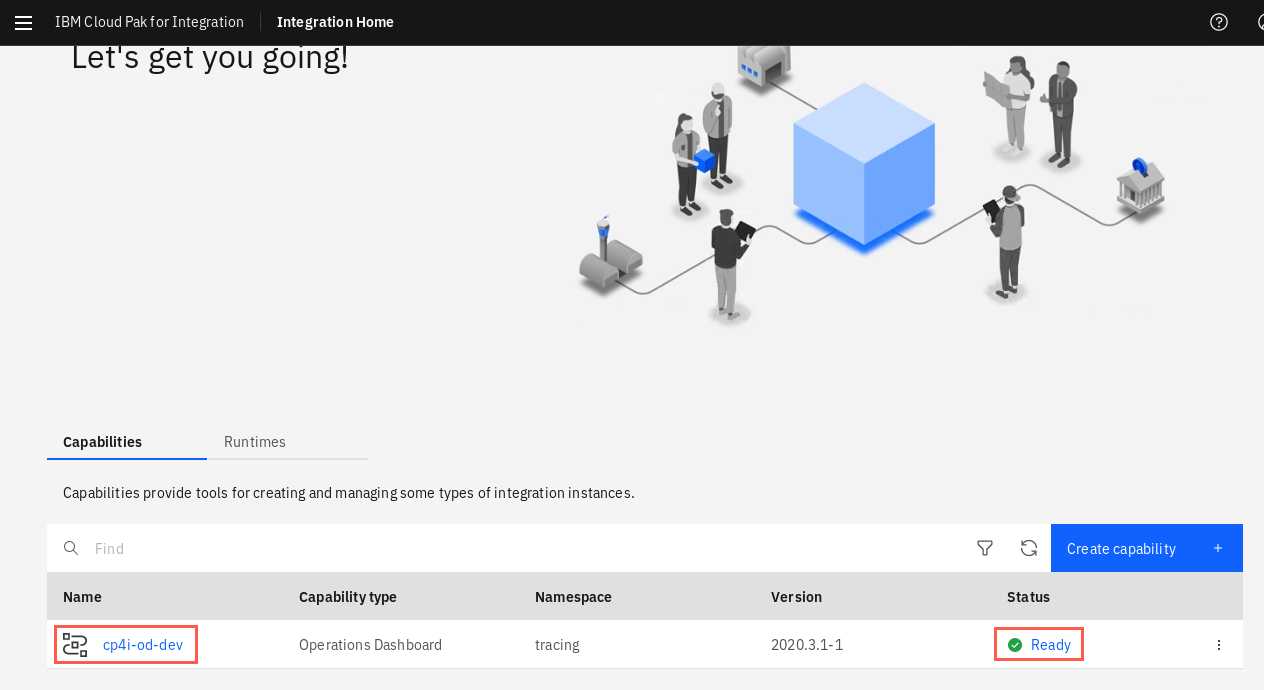 IBM Cloud Pak for Integration Integration Home
Let's get you going!
Capabilities Runtimes
Capabilities provide tools for creating and managing some types of integration instances.
Find Create capability +
Name Capability type Namespace Version Status
cp4i-od-dev Operations Dashboard tracing 2020.3.1-1 Ready